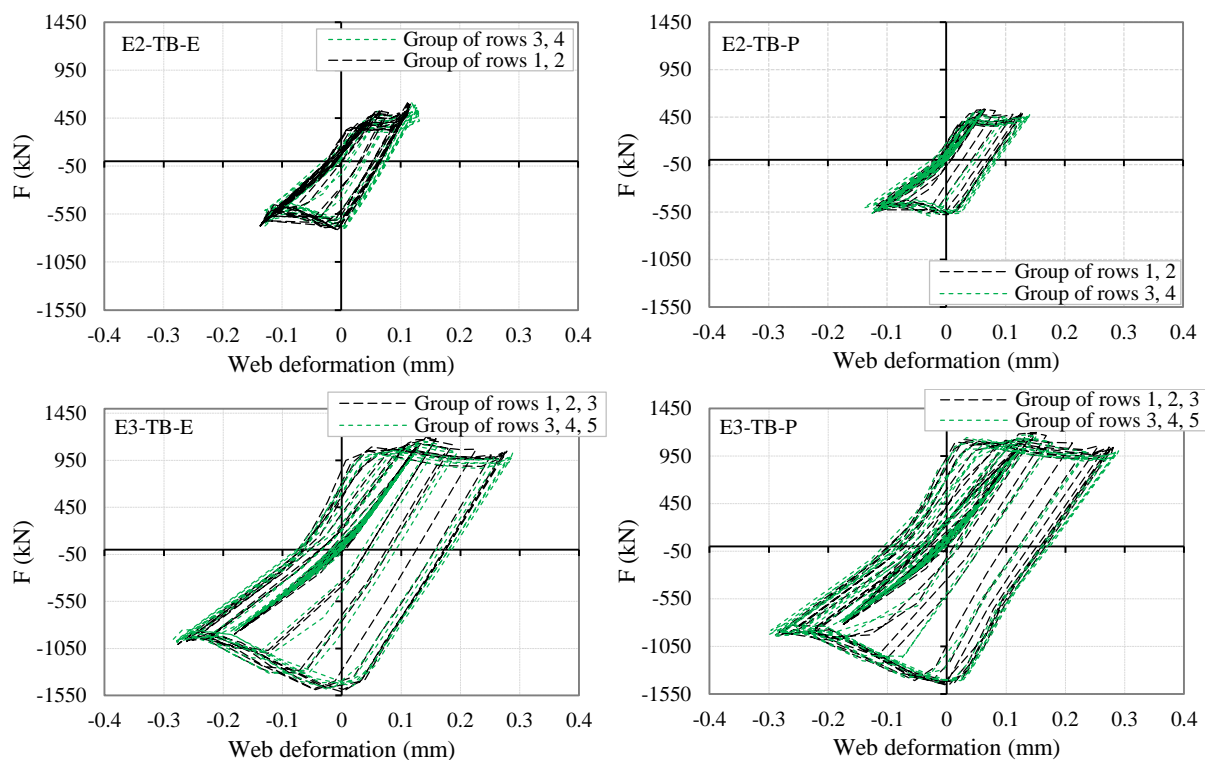 E2-TB-E
Group of rows 3, 4
Group of rows 1, 2
1450
950
450
-50
-550
-1050
-1550
F (kN)
-0.4 -0.3 -0.2 -0.1 0 0.1 0.2 0.3 0.4
Web deformation (mm)
E2-TB-P
Group of rows 1, 2
Group of rows 3, 4
1450
950
450
-50
-550
-1050
-1550
F (kN)
-0.4 -0.3 -0.2 -0.1 0 0.1 0.2 0.3 0.4
Web deformation (mm)
E3-TB-E
Group of rows 1, 2, 3
Group of rows 3, 4, 5
1450
950
450
-50
-550
-1050
-1550
F (kN)
-0.4 -0.3 -0.2 -0.1 0 0.1 0.2 0.3 0.4
Web deformation (mm)
E3-TB-P
Group of rows 1, 2, 3
Group of rows 3, 4, 5
1450
950
450
-50
-550
-1050
-1550
F (kN)
-0.4 -0.3 -0.2 -0.1 0 0.1 0.2 0.3 0.4
Web deformation (mm)